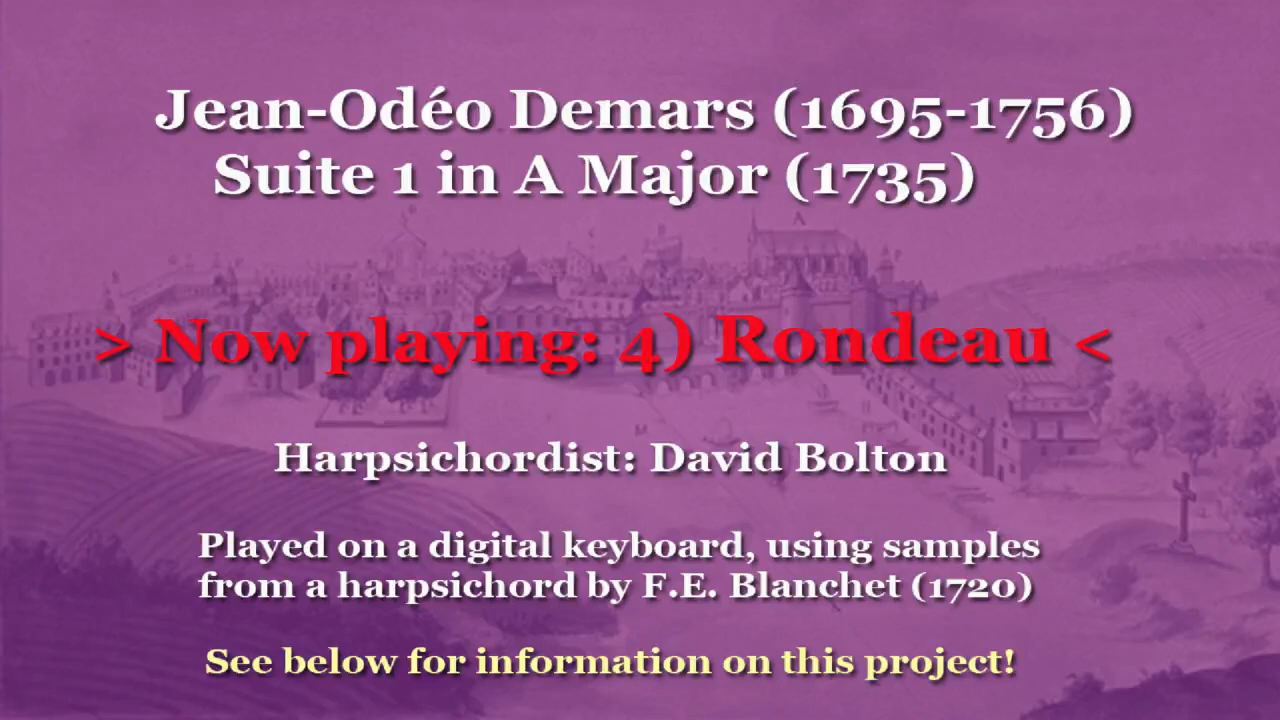 Jean-Odéo Demars (1695-1756)
Suite 1 in A Major (1735)
A
> Now playing: 4) Rondeau <
Harpsichordist: David Bolton
Played on a digital keyboard, using samples
from a harpsichord by F.E. Blanchet (1720)
See below for information on this project!